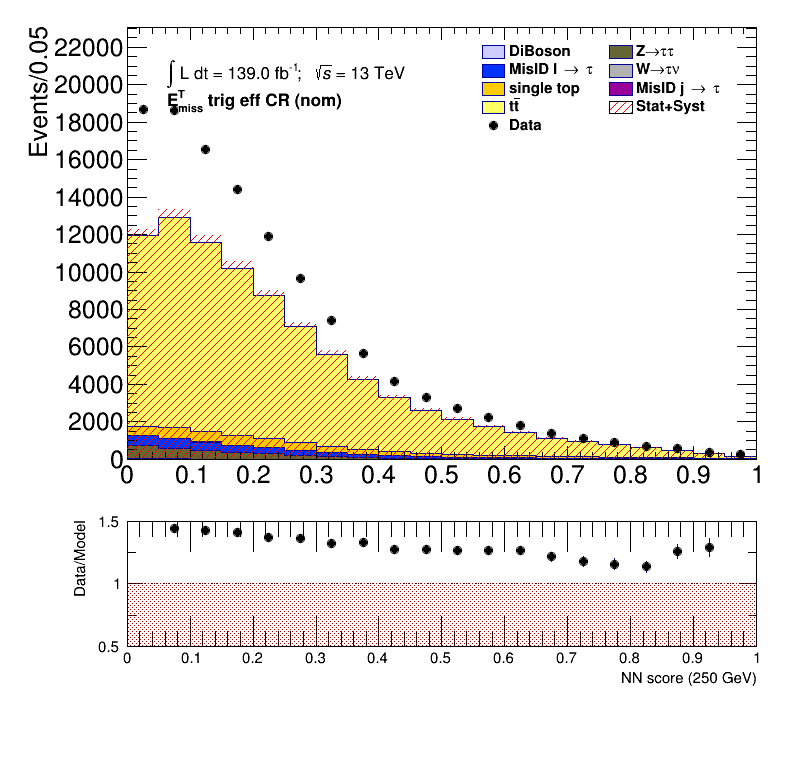 Events/0.05
22000
20000
18000
16000
14000
12000
10000
8000
6000
4000
2000
0
∫ L dt = 139.0 fb⁻¹; √s = 13 TeV
E^T_miss trig eff CR (nom)
DiBoson
MisID l → τ
single top
tt̄
Data
Z→ττ
W→τν
MisID j → τ
Stat+Syst
0 0.1 0.2 0.3 0.4 0.5 0.6 0.7 0.8 0.9 1
Data/Model
1.5
1
0.5
0 0.1 0.2 0.3 0.4 0.5 0.6 0.7 0.8 0.9 1
NN score (250 GeV)